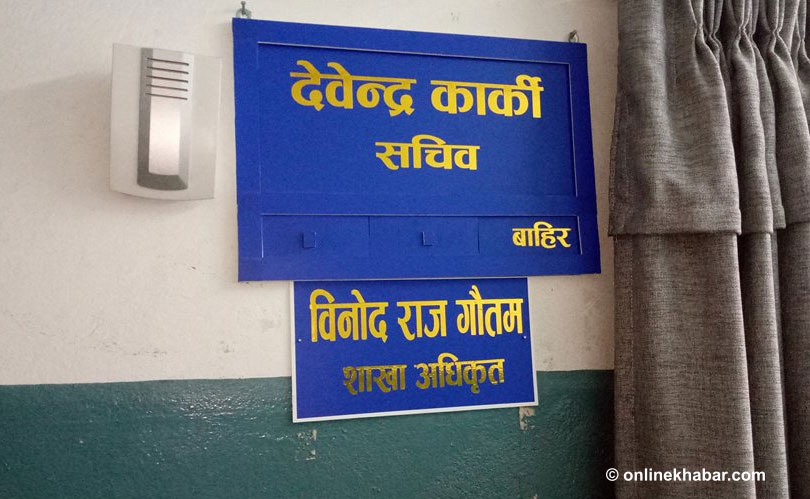 देवेन्द्र कार्की
सचिव
बाहिर
विनोद राज गौतम
शाखा अधिकृत
© onlinekhabar.com